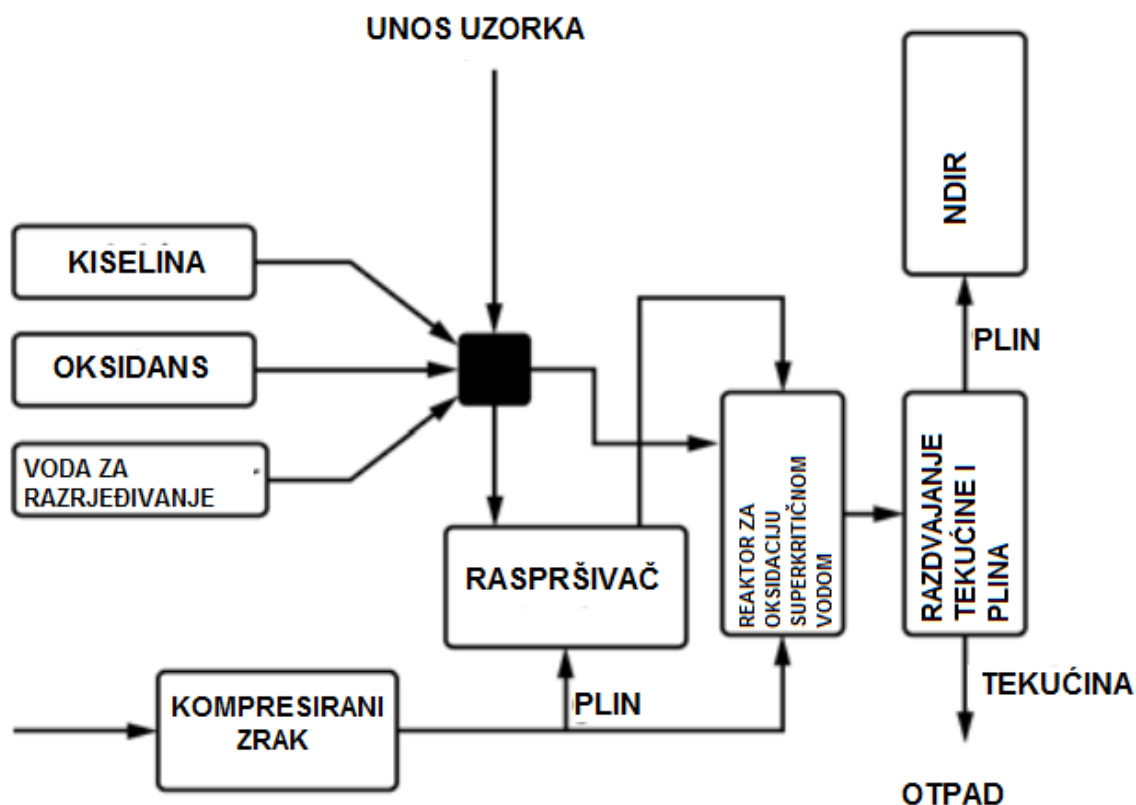 UNOS UZORKA
NDIR
KISELINA
PLIN
OKSIDANS
VODA ZA
RAZRJEĐIVANJE
RASPRŠIVAČ
REAKTOR ZA
OKSIDACIJU
SUPERKRITIČNOM
VODOM
RAZDVAJANJE
TEKUĆINE I
PLINA
KOMPRESIRANI
ZRAK
PLIN
TEKUĆINA
OTPAD